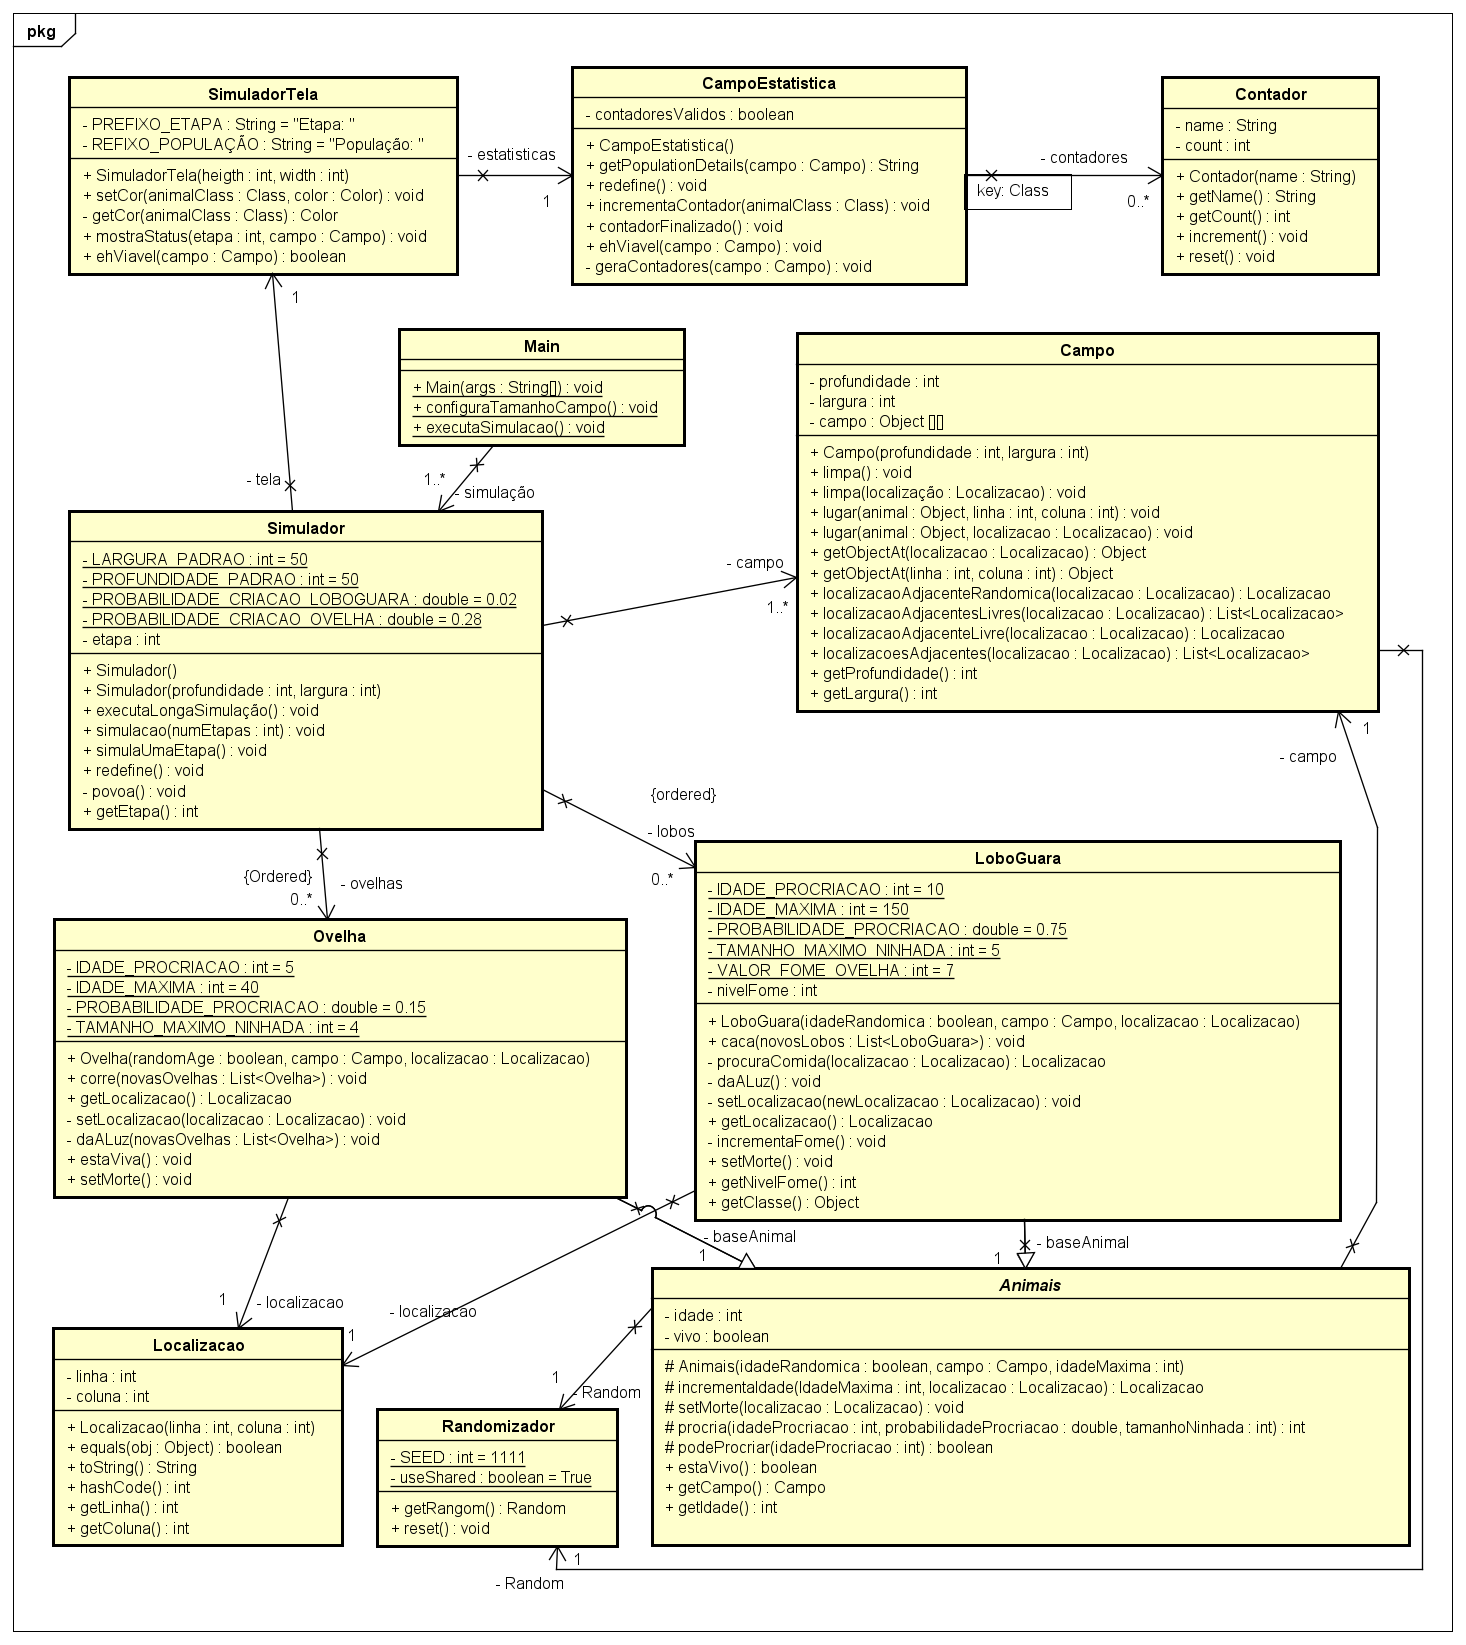 pkg
SimuladorTela
- PREFIXO_ETAPA : String = "Etapa: "
- REFIXO_POPULAÇÃO : String = "População: "
+ SimuladorTela(heigth : int, width : int)
+ setCor(animalClass : Class, color : Color) : void
- getCor(animalClass : Class) : Color
+ mostraStatus(etapa : int, campo : Campo) : void
+ ehViavel(campo : Campo) : boolean
- estatisticas
1
CampoEstatistica
- contadoresValidos : boolean
+ CampoEstatistica()
+ getPopulationDetails(campo : Campo) : String
+ redefine() : void
+ incrementaContador(animalClass : Class) : void
+ contadorFinalizado() : void
+ ehViavel(campo : Campo) : void
- geraContadores(campo : Campo) : void
- contadores
key: Class
0..*
Contador
- name : String
- count : int
+ Contador(name : String)
+ getName() : String
+ getCount() : int
+ increment() : void
+ reset() : void
1
- tela
Main
+ Main(args : String[]) : void
+ configuraTamanhoCampo() : void
+ executaSimulacao() : void
1..*
- simulação
Campo
- profundidade : int
- largura : int
- campo : Object [][]
+ Campo(profundidade : int, largura : int)
+ limpa() : void
+ limpa(localização : Localizacao) : void
+ lugar(animal : Object, linha : int, coluna : int) : void
+ lugar(animal : Object, localizacao : Localizacao) : void
+ getObjectAt(localizacao : Localizacao) : Object
+ getObjectAt(linha : int, coluna : int) : Object
+ localizacaoAdjacenteRandomica(localizacao : Localizacao) : Localizacao
+ localizacaoAdjacentesLivres(localizacao : Localizacao) : List<Localizacao>
+ localizacaoAdjacenteLivre(localizacao : Localizacao) : Localizacao
+ localizacoesAdjacentes(localizacao : Localizacao) : List<Localizacao>
+ getProfundidade() : int
+ getLargura() : int
Simulador
- LARGURA_PADRAO : int = 50
- PROFUNDIDADE_PADRAO : int = 50
- PROBABILIDADE_CRIACAO_LOBOGUARA : double = 0.02
- PROBABILIDADE_CRIACAO_OVELHA : double = 0.28
- etapa : int
+ Simulador()
+ Simulador(profundidade : int, largura : int)
+ executaLongaSimulação() : void
+ simulacao(numEtapas : int) : void
+ simulaUmaEtapa() : void
+ redefine() : void
- povoa() : void
+ getEtapa() : int
- campo
1..*
1
- campo
{ordered}
- lobos
0..*
{Ordered}
0..*
- ovelhas
LoboGuara
- IDADE_PROCRIACAO : int = 10
- IDADE_MAXIMA : int = 150
- PROBABILIDADE_PROCRIACAO : double = 0.75
- TAMANHO_MAXIMO_NINHADA : int = 5
- VALOR_FOME_OVELHA : int = 7
- nivelFome : int
+ LoboGuara(idadeRandomica : boolean, campo : Campo, localizacao : Localizacao)
+ caca(novosLobos : List<LoboGuara>) : void
- procuraComida(localizacao : Localizacao) : Localizacao
- daALuz() : void
- setLocalizacao(newLocalizacao : Localizacao) : void
+ getLocalizacao() : Localizacao
- incrementaFome() : void
+ setMorte() : void
+ getNivelFome() : int
+ getClasse() : Object
Ovelha
- IDADE_PROCRIACAO : int = 5
- IDADE_MAXIMA : int = 40
- PROBABILIDADE_PROCRIACAO : double = 0.15
- TAMANHO_MAXIMO_NINHADA : int = 4
+ Ovelha(randomAge : boolean, campo : Campo, localizacao : Localizacao)
+ corre(novasOvelhas : List<Ovelha>) : void
+ getLocalizacao() : Localizacao
- setLocalizacao(localizacao : Localizacao) : void
- daALuz(novasOvelhas : List<Ovelha>) : void
+ estaViva() : void
+ setMorte() : void
- baseAnimal
1
- baseAnimal
1
1
- localizacao
- localizacao
1
Animais
- idade : int
- vivo : boolean
# Animais(idadeRandomica : boolean, campo : Campo, idadeMaxima : int)
# incrementaIdade(IdadeMaxima : int, localizacao : Localizacao) : Localizacao
# setMorte(localizacao : Localizacao) : void
# procria(idadeProcriacao : int, probabilidadeProcriacao : double, tamanhoNinhada : int) : int
# podeProcriar(idadeProcriacao : int) : boolean
+ estaVivo() : boolean
+ getCampo() : Campo
+ getIdade() : int
Localizacao
- linha : int
- coluna : int
+ Localizacao(linha : int, coluna : int)
+ equals(obj : Object) : boolean
+ toString() : String
+ hashCode() : int
+ getLinha() : int
+ getColuna() : int
1
- Random
Randomizador
- SEED : int = 1111
- useShared : boolean = True
+ getRangom() : Random
+ reset() : void
1
- Random